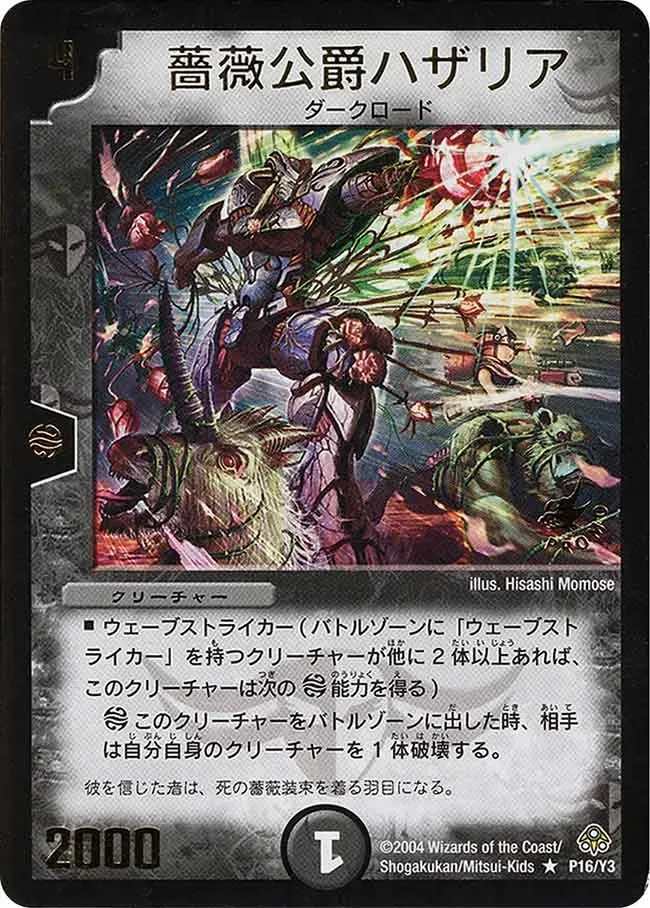 4
薔薇公爵ハザリア
ダークロード
illus. Hisashi Momose
クリーチャー
■ ウェーブストライカー ( バトルゾーンに「ウェーブスト
ライカー」を持つクリーチャーが他に 2 体以上あれば、
このクリーチャーは次の 能力を得る )
このクリーチャーをバトルゾーンに出した時、相手
は自分自身のクリーチャーを 1 体破壊する。
彼を信じた者は、死の薔薇装束を着る羽目になる。
2000
1
©2004 Wizards of the Coast/
Shogakukan/Mitsui-Kids ★ P16/Y3